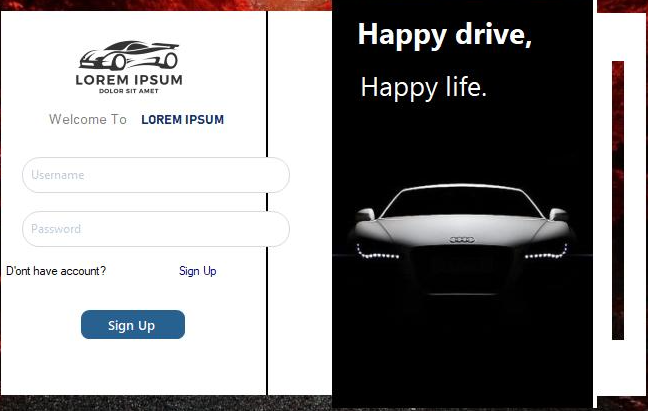 LOREM IPSUM
DOLOR SIT AMET
Welcome To LOREM IPSUM
Username
Password
D'ont have account? Sign Up
Sign Up
Happy drive,
Happy life.